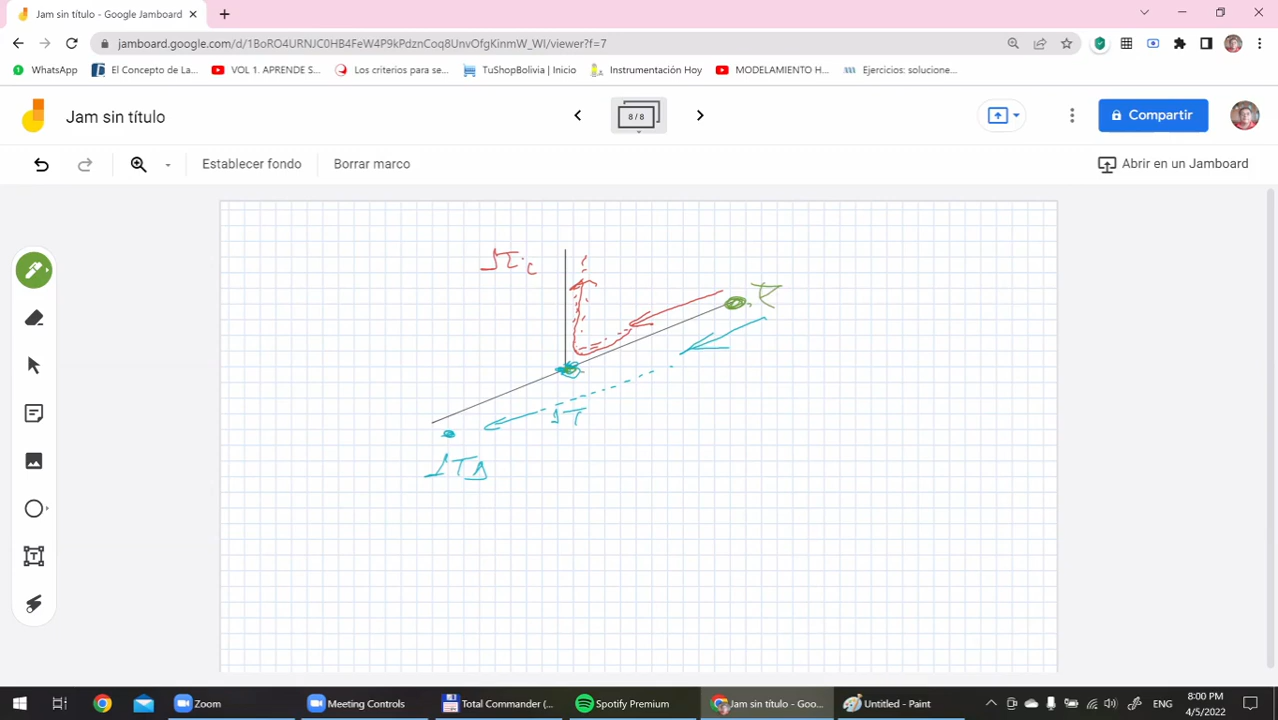 Jam sin título - Google Jamboard
jamboard.google.com/d/1BoRO4URNJC0HB4FeW4P9kPdznCoq8UnvOfgKinmW_WI/viewer?f=7
WhatsApp
El Concepto de La...
VOL 1. APRENDE S...
Los criterios para se...
TuShopBolivia | Inicio
Instrumentación Hoy
MODELAMIENTO H...
Ejercicios: solucione...
Jam sin título
8 / 8
Compartir
Establecer fondo
Borrar marco
Abrir en un Jamboard
Zoom
Meeting Controls
Total Commander (...
Spotify Premium
Jam sin título - Goo...
Untitled - Paint
ENG
8:00 PM
4/5/2022